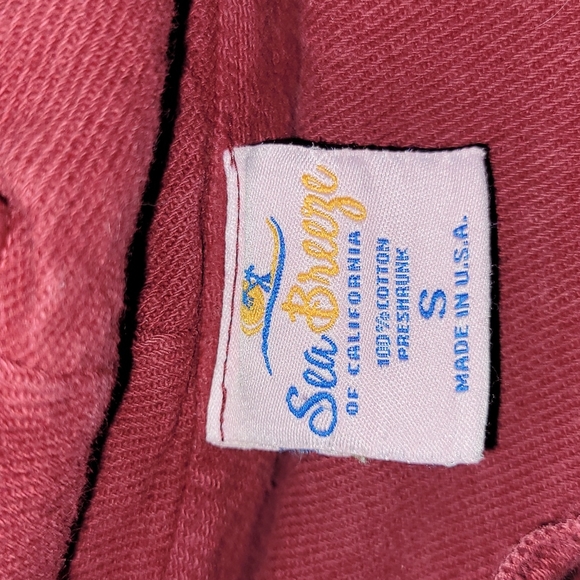 Sea Breeze
OF CALIFORNIA
100% COTTON
PRESHRUNK
S
MADE IN U.S.A.